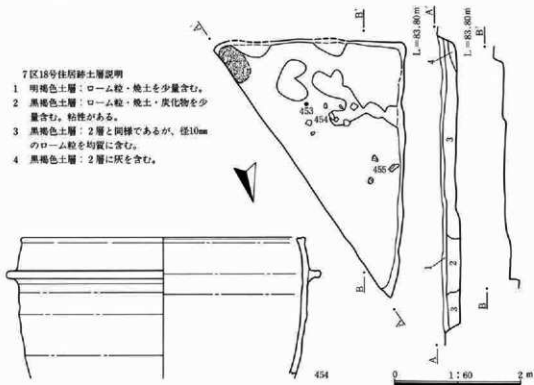 7区18号住居跡土層説明
1 明褐色土層:ローム粒・焼土を少量含む。
2 黒褐色土層:ローム粒・焼土・炭化物を少
量含む。粘性がある。
3 黒褐色土層:2層と同様であるが、径10mm
のローム粒を均質に含む。
4 黒褐色土層:2層に灰を含む。
A
B'
453
454
455
B
A'
A'
L=83.80m
4
3
1
2
3
A
B'
L=83.80m
B
454
0 1:60 2m